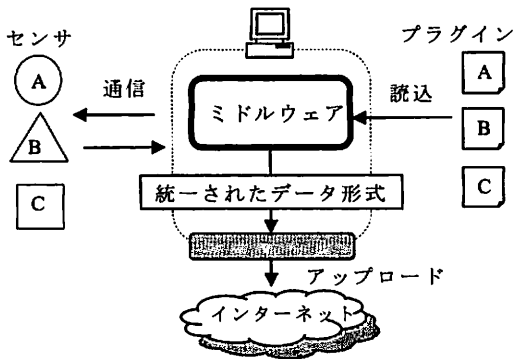 センサ
プラグイン
A
通信
ミドルウェア
読込
A
B
B
C
統一されたデータ形式
C
アップロード
インターネット